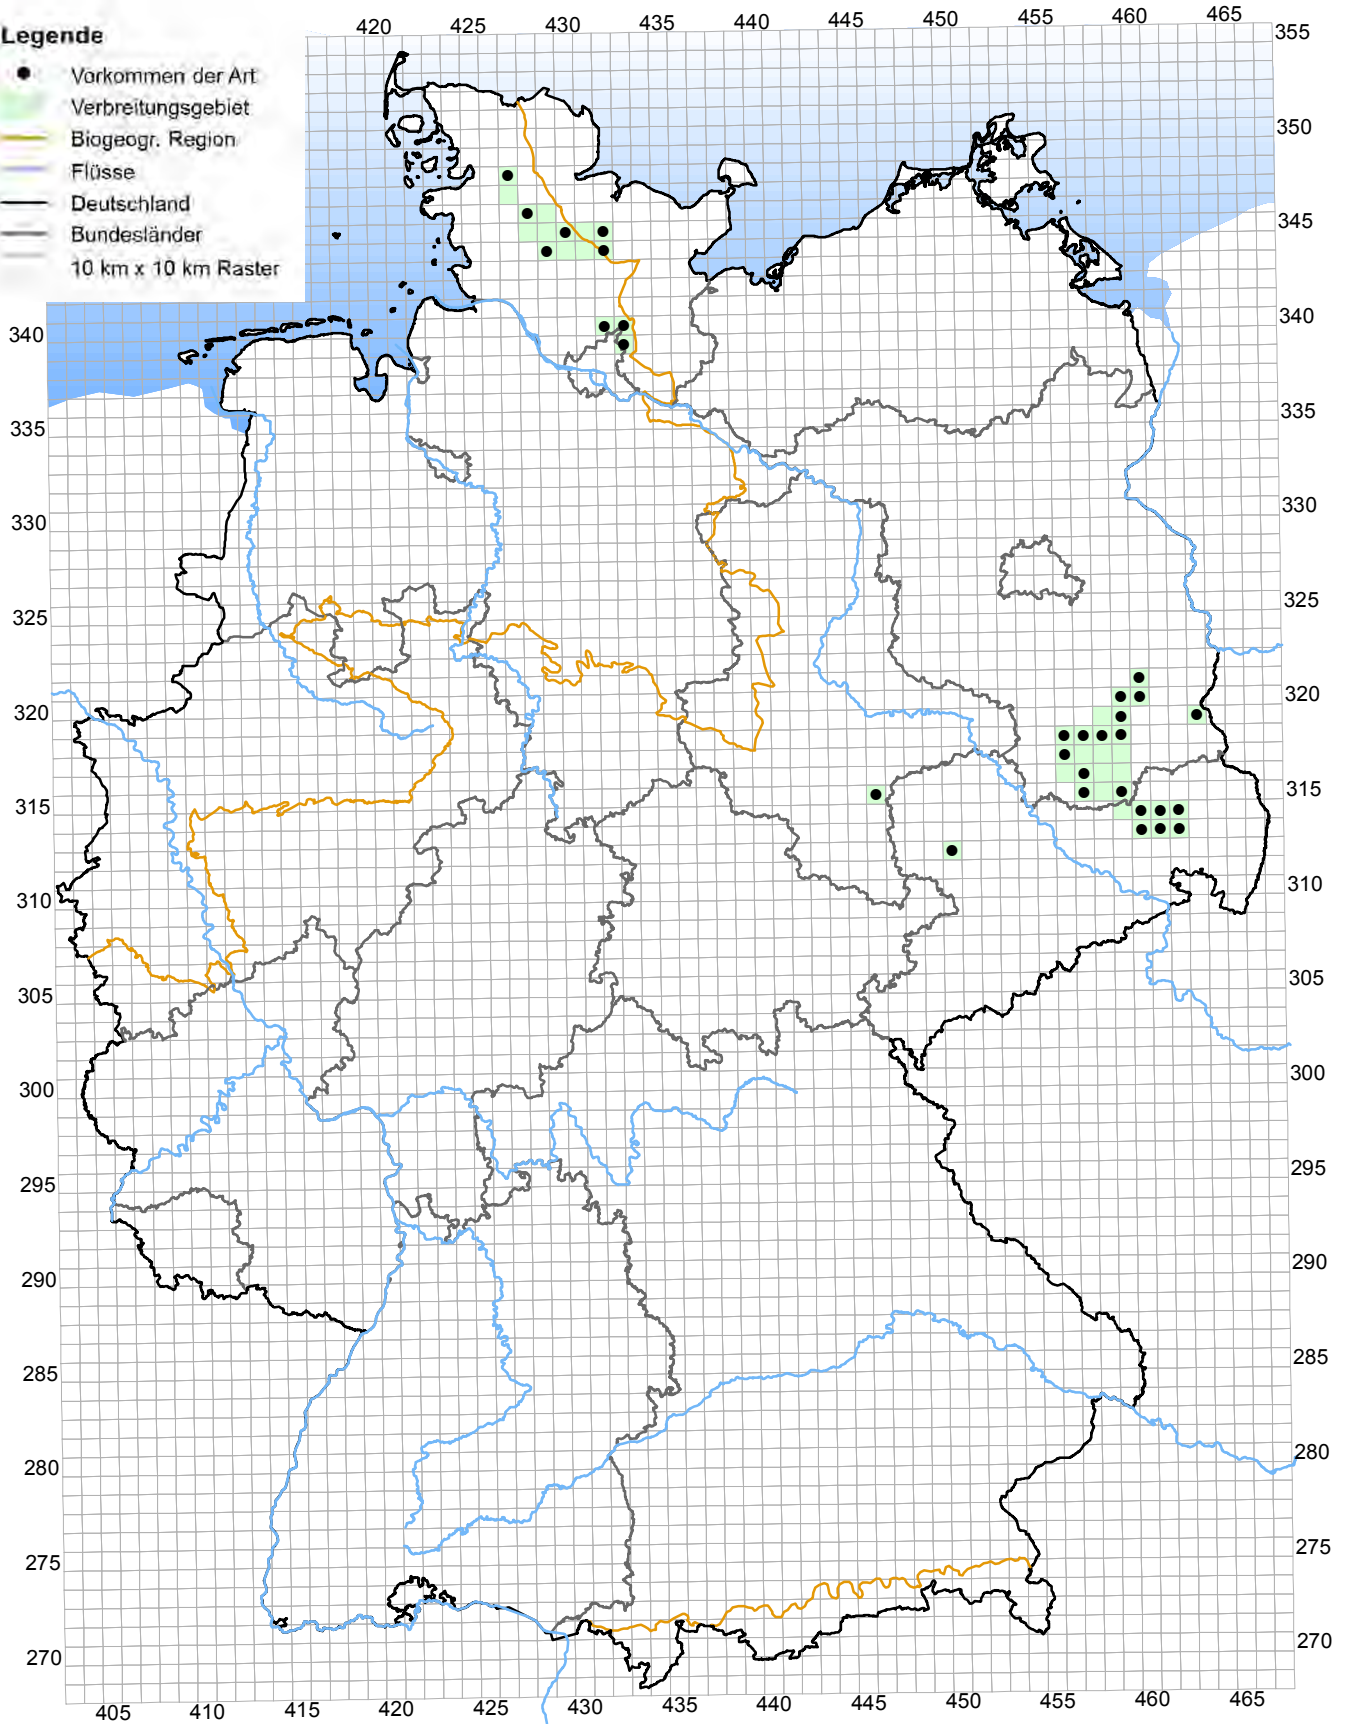 Legende
Vorkommen der Art
Verbreitungsgebiet
Biogeogr. Region
Flüsse
Deutschland
Bundesländer
10 km x 10 km Raster
420 425 430 435 440 445 450 455 460 465
355
350
345
340 340
335 335
330 330
325 325
320 320
315 315
310 310
305 305
300 300
295 295
290 290
285 285
280 280
275 275
270 270
405 410 415 420 425 430 435 440 445 450 455 460 465